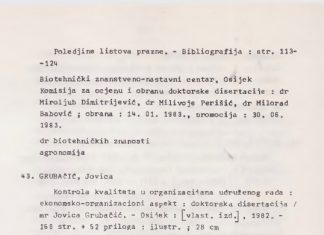 Poledjine listova prazne. - Bibliografija : str. 113-
-124
Biotehnički znanstveno-nastavni centar, Osijek
Komisija za ocjenu i obranu doktorske disertacije : dr
Miroljub Dimitrijević, dr Milivoje Perišić, dr Milorad
Babović ; obrana : 14. 01. 1983., promocija : 30. 06.
1983.
dr biotehničkih znanosti
agronomija
43. GRUBAČIĆ, Jovica
Kontrola kvaliteta u organizacijama udruženog rada :
ekonomsko-organizacioni aspekt : doktorska disertacija /
mr Jovica Grubačić. - Osijek : [vlast. izd.], 1982. -
168 str. + 52 priloga : ilustr. ; 28 cm